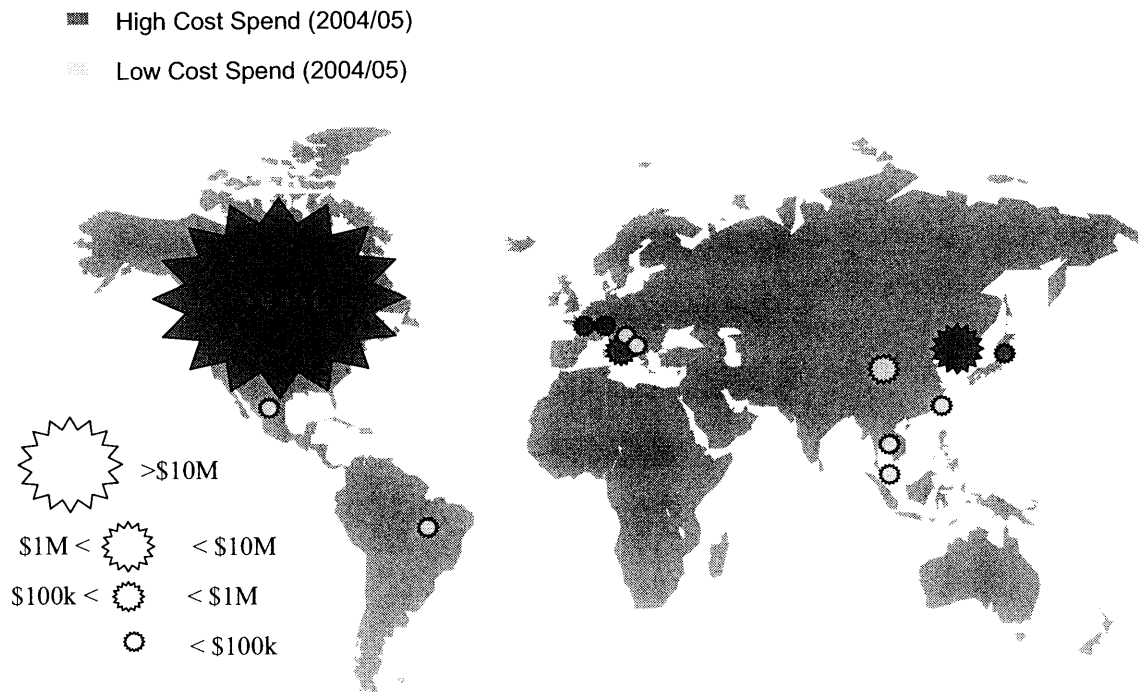 High Cost Spend (2004/05)
Low Cost Spend (2004/05)
>$10M
$1M < < $10M
$100k < < $1M
< $100k